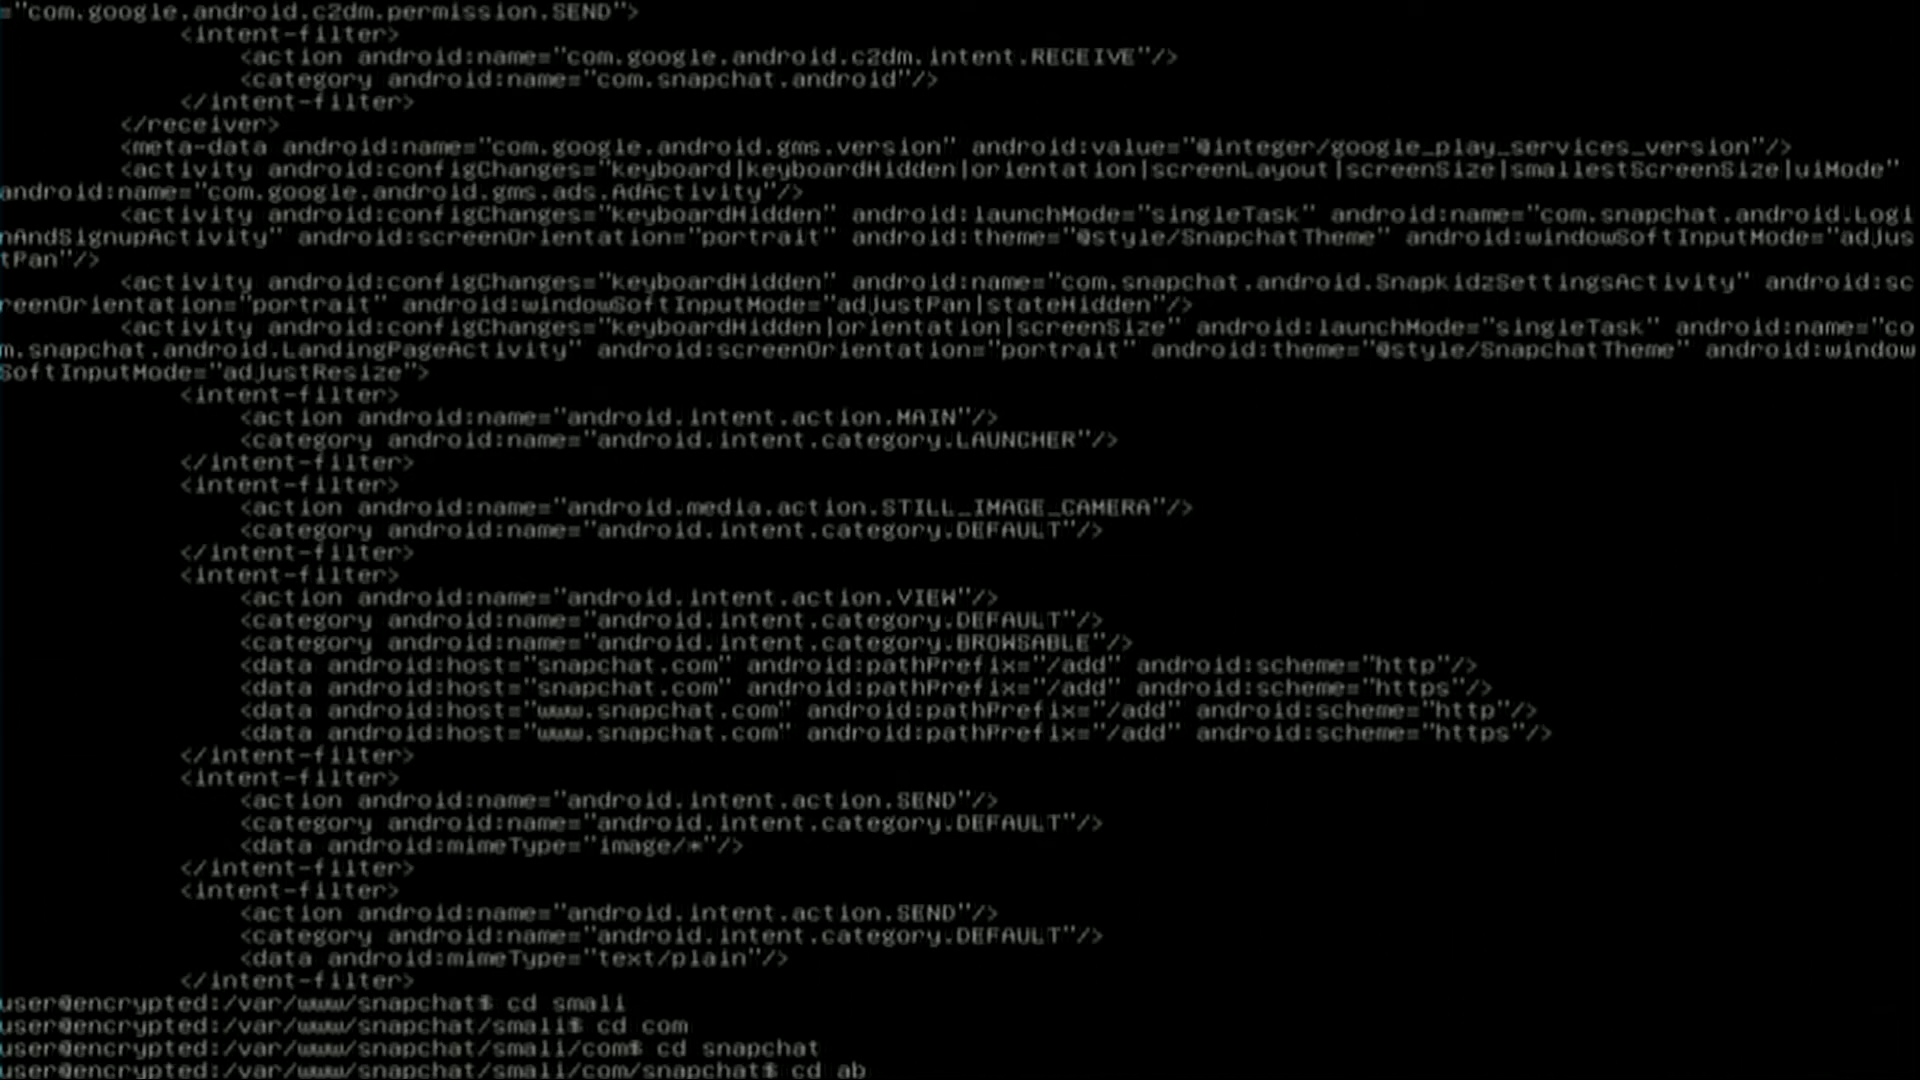 ="com.google.android.c2dm.permission.SEND">
<intent-filter>
<action android:name="com.google.android.c2dm.intent.RECEIVE"/>
<category android:name="com.snapchat.android"/>
</intent-filter>
</receiver>
<meta-data android:name="com.google.android.gms.version" android:value="@integer/google_play_services_version"/>
<activity android:configChanges="keyboard|keyboardHidden|orientation|screenLayout|screenSize|smallestScreenSize|uiMode"
android:name="com.google.android.gms.ads.AdActivity"/>
<activity android:configChanges="keyboardHidden" android:launchMode="singleTask" android:name="com.snapchat.android.Logi
nAndSignupActivity" android:screenOrientation="portrait" android:theme="@style/SnapchatTheme" android:windowSoftInputMode="adjus
tPan"/>
<activity android:configChanges="keyboardHidden" android:name="com.snapchat.android.SnapkidzSettingsActivity" android:sc
reenOrientation="portrait" android:windowSoftInputMode="adjustPan|stateHidden"/>
<activity android:configChanges="keyboardHidden|orientation|screenSize" android:launchMode="singleTask" android:name="co
m.snapchat.android.LandingPageActivity" android:screenOrientation="portrait" android:theme="@style/SnapchatTheme" android:window
SoftInputMode="adjustResize">
<intent-filter>
<action android:name="android.intent.action.MAIN"/>
<category android:name="android.intent.category.LAUNCHER"/>
</intent-filter>
<intent-filter>
<action android:name="android.media.action.STILL_IMAGE_CAMERA"/>
<category android:name="android.intent.category.DEFAULT"/>
</intent-filter>
<intent-filter>
<action android:name="android.intent.action.VIEW"/>
<category android:name="android.intent.category.DEFAULT"/>
<category android:name="android.intent.category.BROWSABLE"/>
<data android:host="snapchat.com" android:pathPrefix="/add" android:scheme="http"/>
<data android:host="snapchat.com" android:pathPrefix="/add" android:scheme="https"/>
<data android:host="www.snapchat.com" android:pathPrefix="/add" android:scheme="http"/>
<data android:host="www.snapchat.com" android:pathPrefix="/add" android:scheme="https"/>
</intent-filter>
<intent-filter>
<action android:name="android.intent.action.SEND"/>
<category android:name="android.intent.category.DEFAULT"/>
<data android:mimeType="image/*"/>
</intent-filter>
<intent-filter>
<action android:name="android.intent.action.SEND"/>
<category android:name="android.intent.category.DEFAULT"/>
<data android:mimeType="text/plain"/>
</intent-filter>
user@encrypted:/var/www/snapchat$ cd smali
user@encrypted:/var/www/snapchat/smali$ cd com
user@encrypted:/var/www/snapchat/smali/com$ cd snapchat
user@encrypted:/var/www/snapchat/smali/com/snapchat$ cd ab